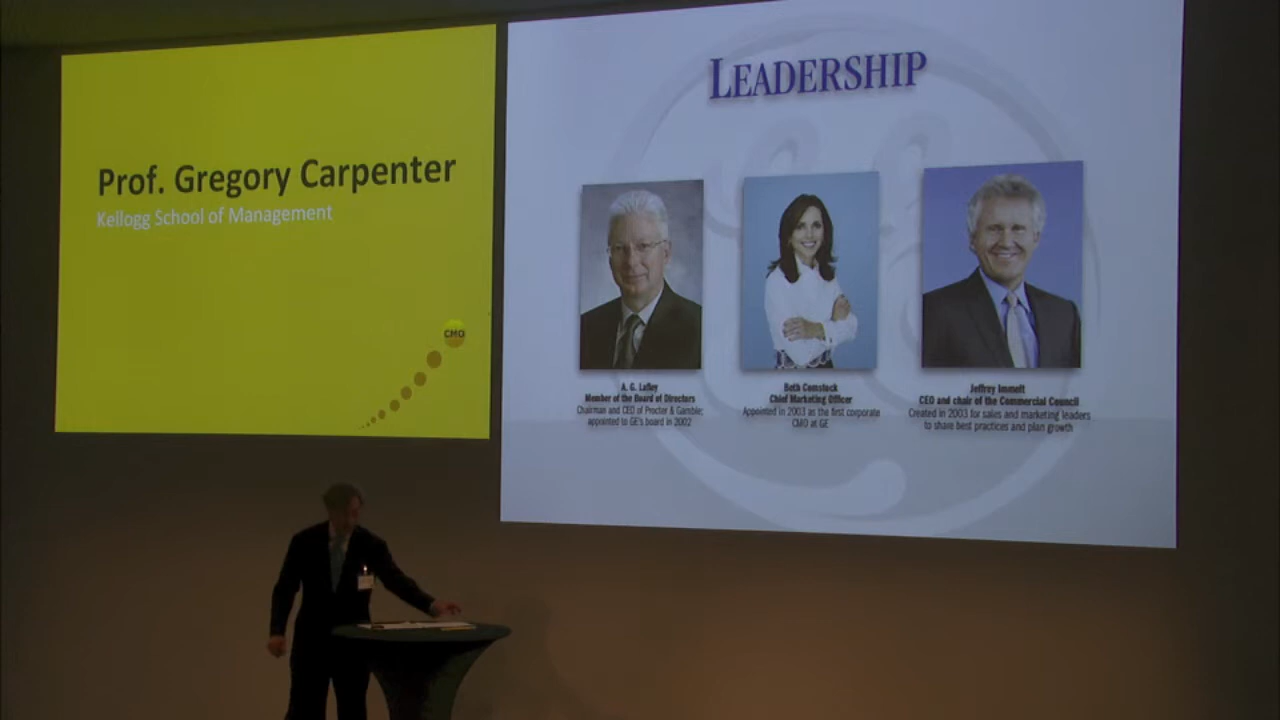 Prof. Gregory Carpenter
Kellogg School of Management
CMO
LEADERSHIP
A. G. Lafley
Member of the Board of Directors
Chairman and CEO of Procter & Gamble;
appointed to GE's board in 2002
Beth Comstock
Chief Marketing Officer
Appointed in 2003 as the first corporate
CMO at GE
Jeffrey Immelt
CEO and chair of the Commercial Council
Created in 2003 for sales and marketing leaders
to share best practices and plan growth